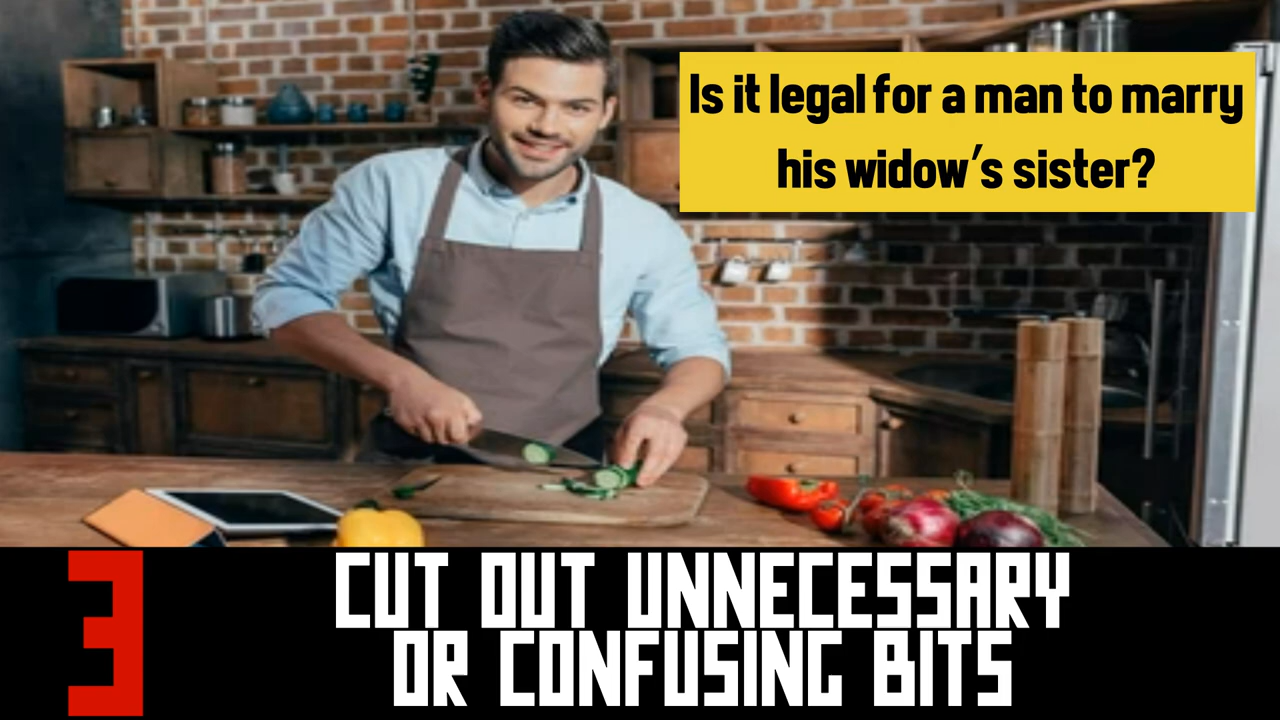 Is it legal for a man to marry
his widow's sister?
3
CUT OUT UNNECESSARY
OR CONFUSING BITS